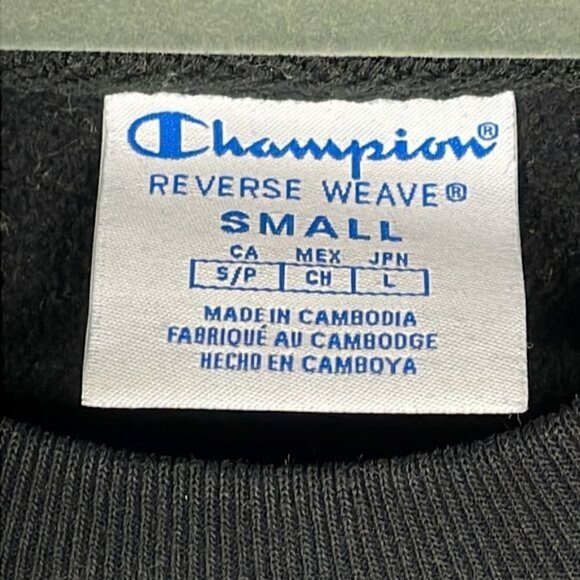 Champion®
REVERSE WEAVE®
SMALL
CA MEX JPN
S/P CH L
MADE IN CAMBODIA
FABRIQUÉ AU CAMBODGE
HECHO EN CAMBOYA